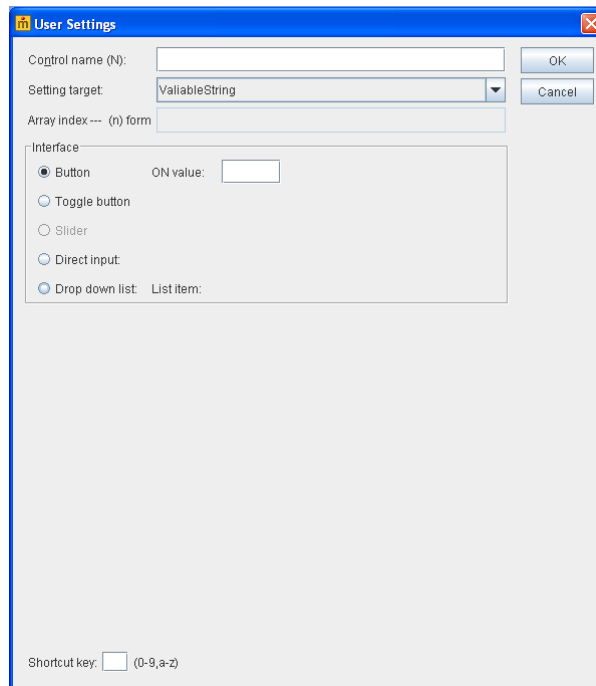 User Settings
Control name (N):
OK
Setting target:
ValiableString
Cancel
Array index --- (n) form
Interface
Button
ON value:
Toggle button
Slider
Direct input:
Drop down list:
List item:
Shortcut key:
(0-9,a-z)